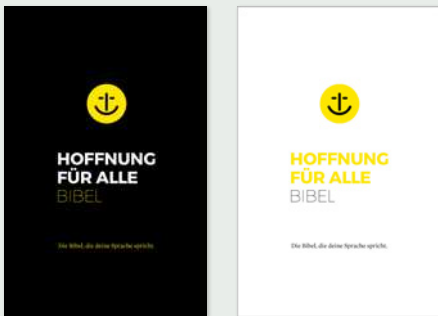 HOFFNUNG
FÜR ALLE
BIBEL
Die Bibel, die deine Sprache spricht.
HOFFNUNG
FÜR ALLE
BIBEL
Die Bibel, die deine Sprache spricht.